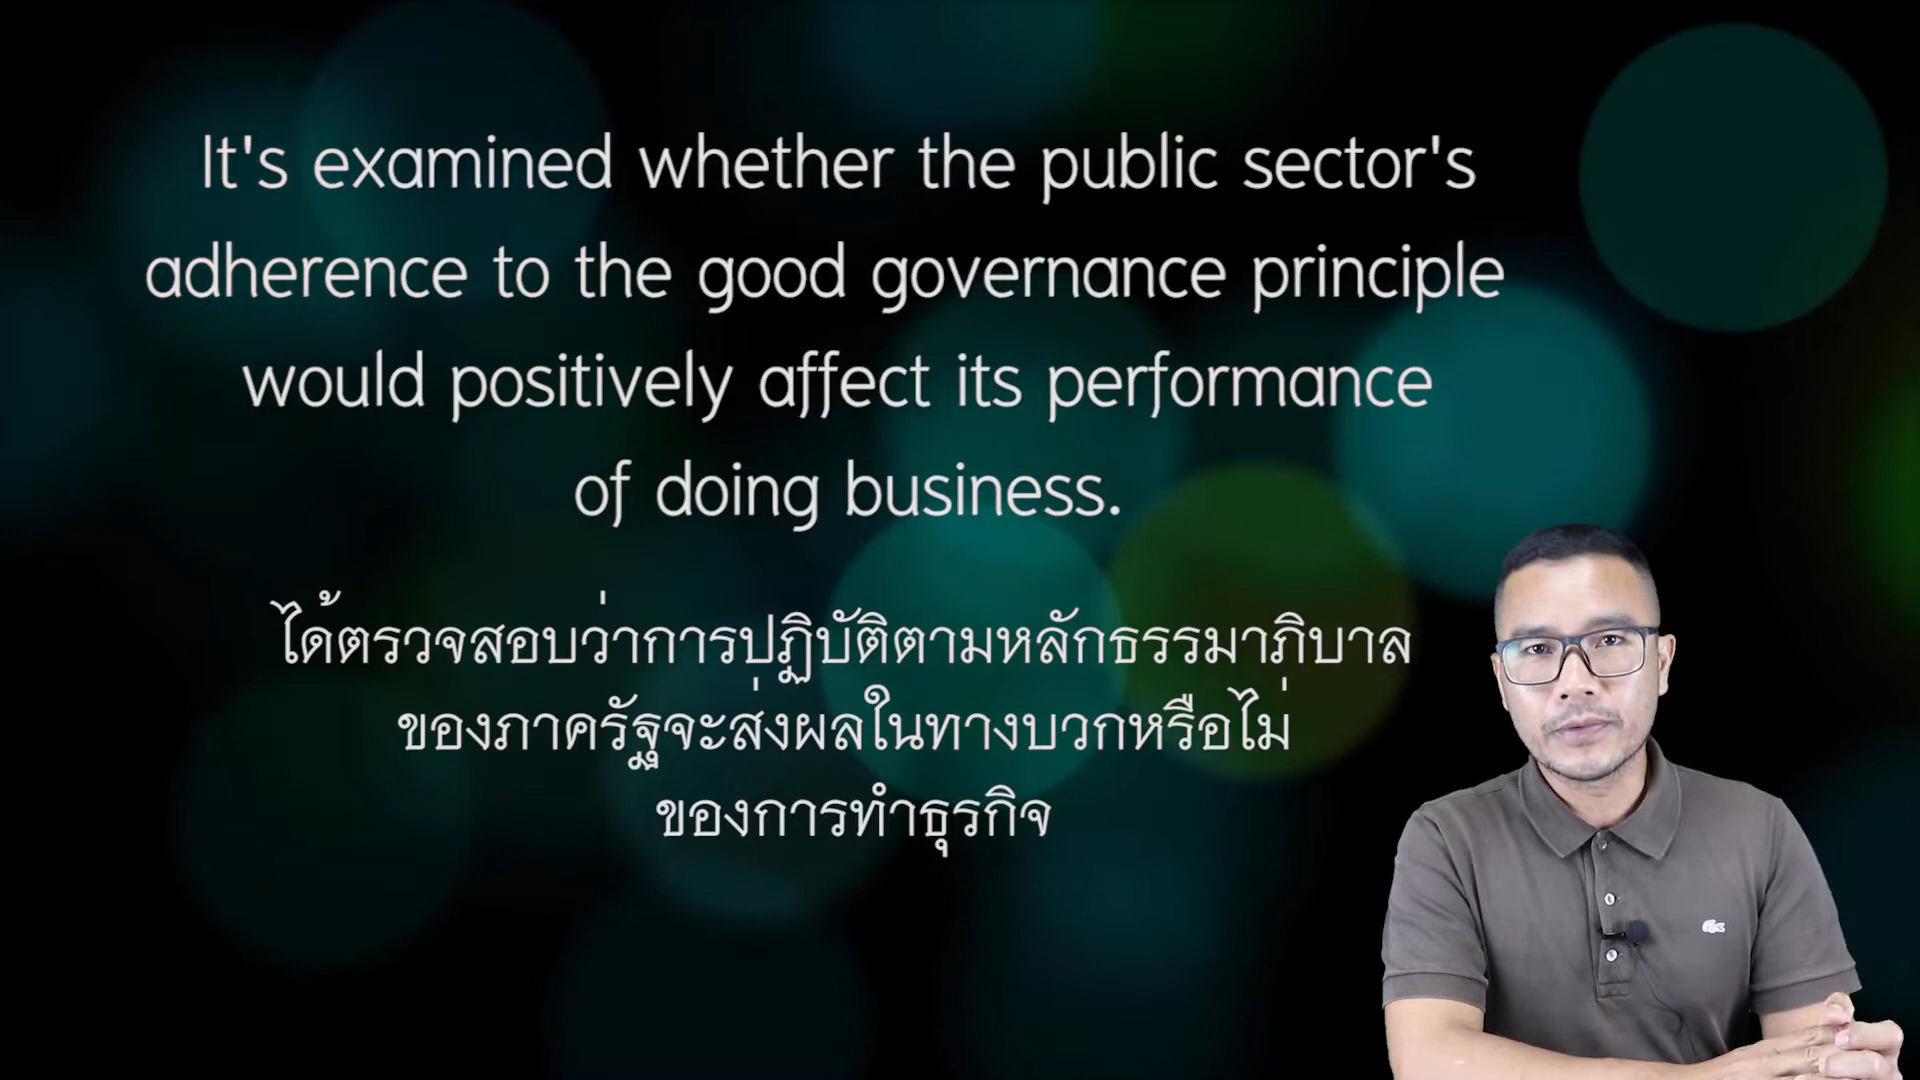 It's examined whether the public sector's
adherence to the good governance principle
would positively affect its performance
of doing business.
ได้ตรวจสอบว่าการปฏิบัติตามหลักธรรมาภิบาล
ของภาครัฐจะส่งผลในทางบวกหรือไม่
ของการทำธุรกิจ